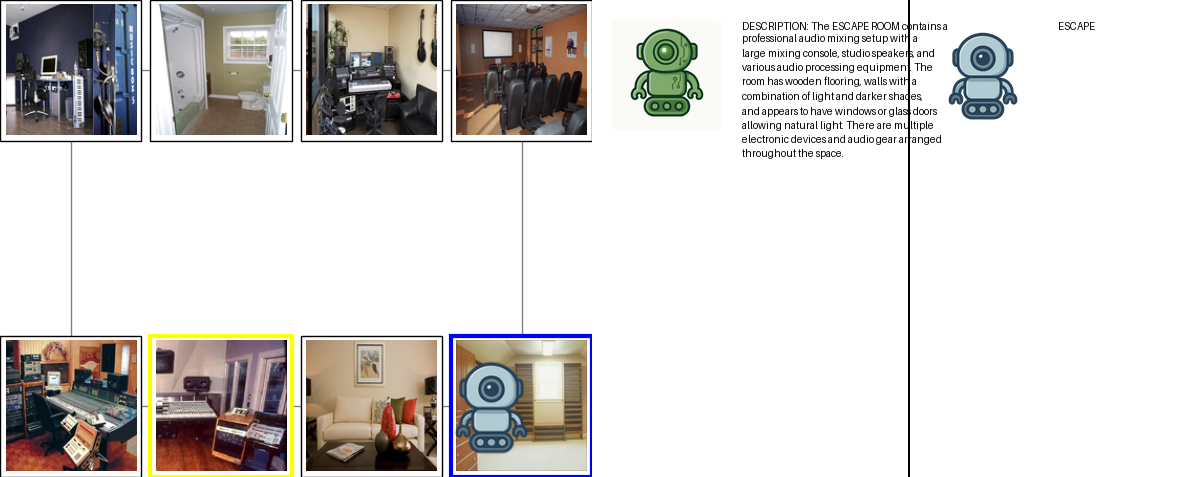 DESCRIPTION: The ESCAPE ROOM contains a
professional audio mixing setup with a
large mixing console, studio speakers, and
various audio processing equipment. The
room has wooden flooring, walls with a
combination of light and darker shades,
and appears to have windows or glass doors
allowing natural light. There are multiple
electronic devices and audio gear arranged
throughout the space.
ESCAPE
MUSIC BOX 5